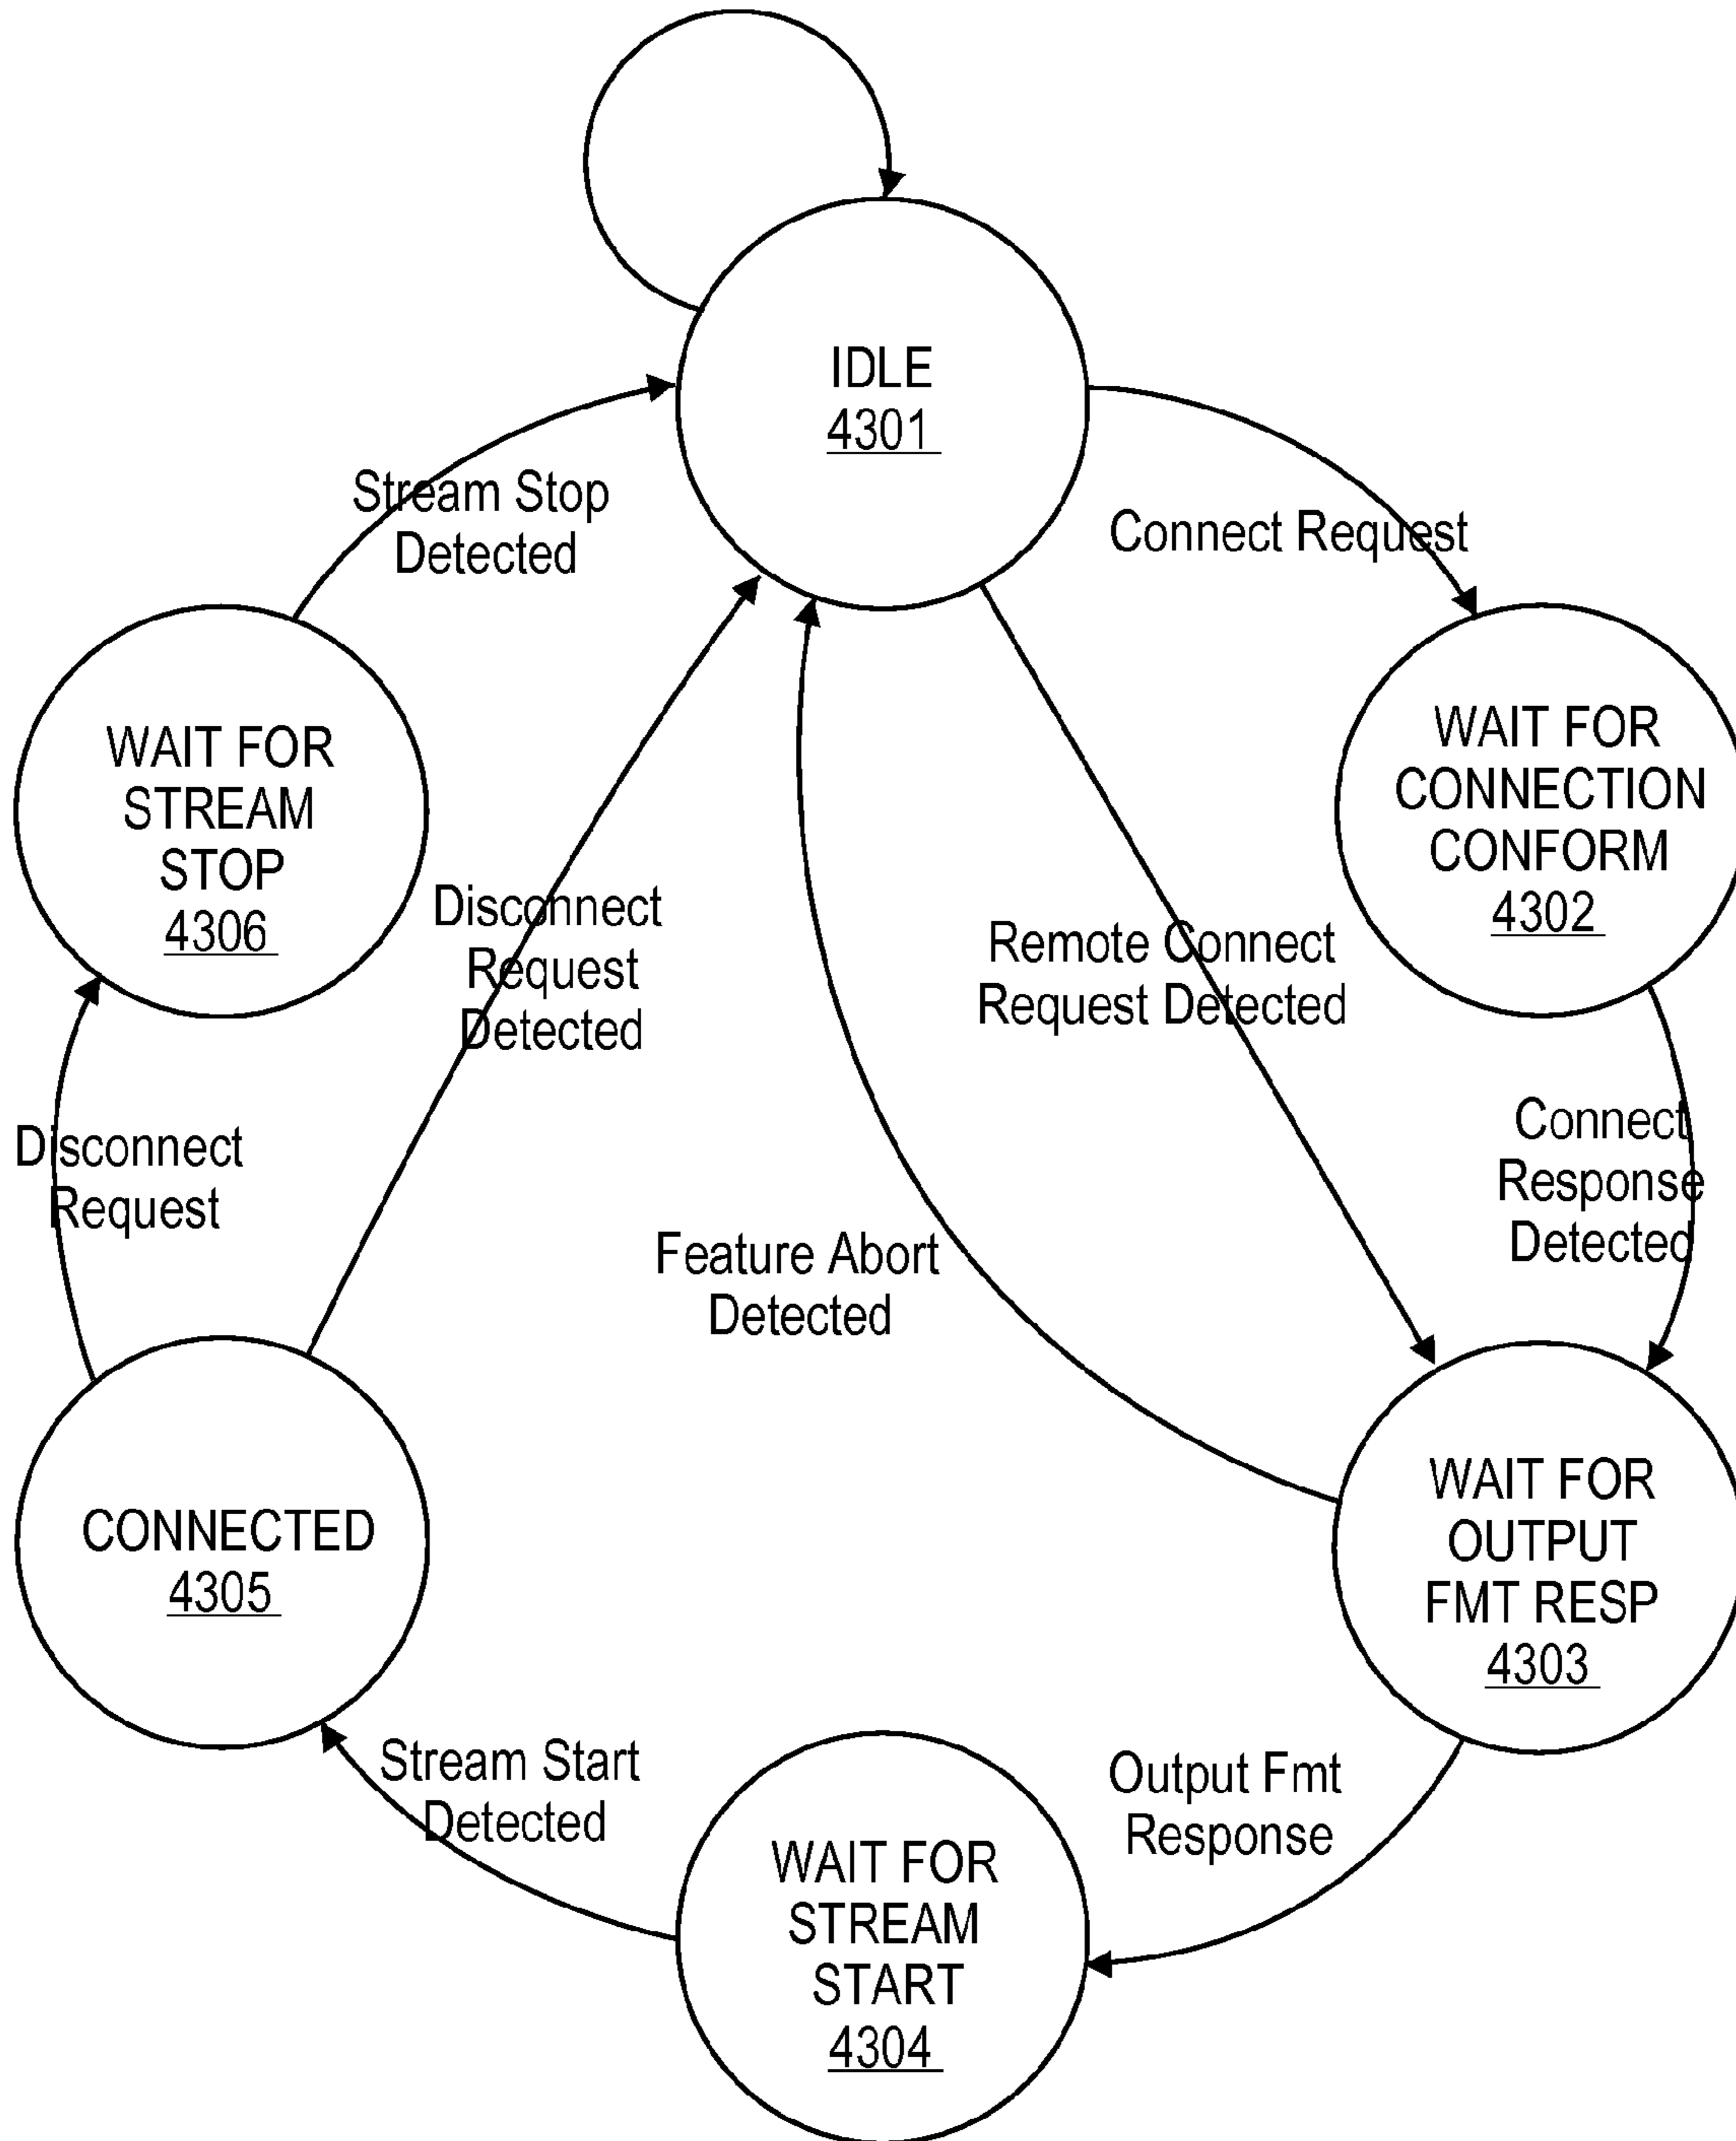 IDLE
4301
Stream Stop
Detected
Connect Request
WAIT FOR
STREAM
STOP
4306
WAIT FOR
CONNECTION
CONFORM
4302
Disconnect
Request
Detected
Remote Connect
Request Detected
Disconnect
Request
Connect
Response
Detected
Feature Abort
Detected
CONNECTED
4305
WAIT FOR
OUTPUT
FMT RESP
4303
Stream Start
Detected
Output Fmt
Response
WAIT FOR
STREAM
START
4304